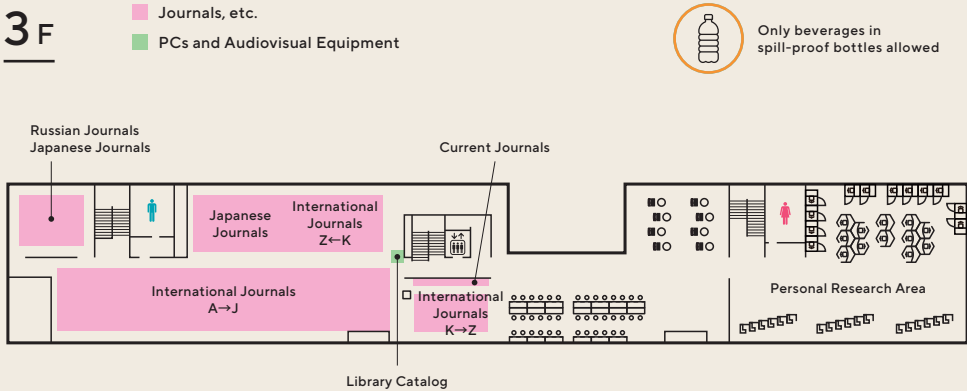 3 F
Journals, etc.
PCs and Audiovisual Equipment
Only beverages in
spill-proof bottles allowed
Russian Journals
Japanese Journals
Current Journals
Japanese
Journals
International
Journals
Z←K
International Journals
A→J
International
Journals
K→Z
Personal Research Area
Library Catalog